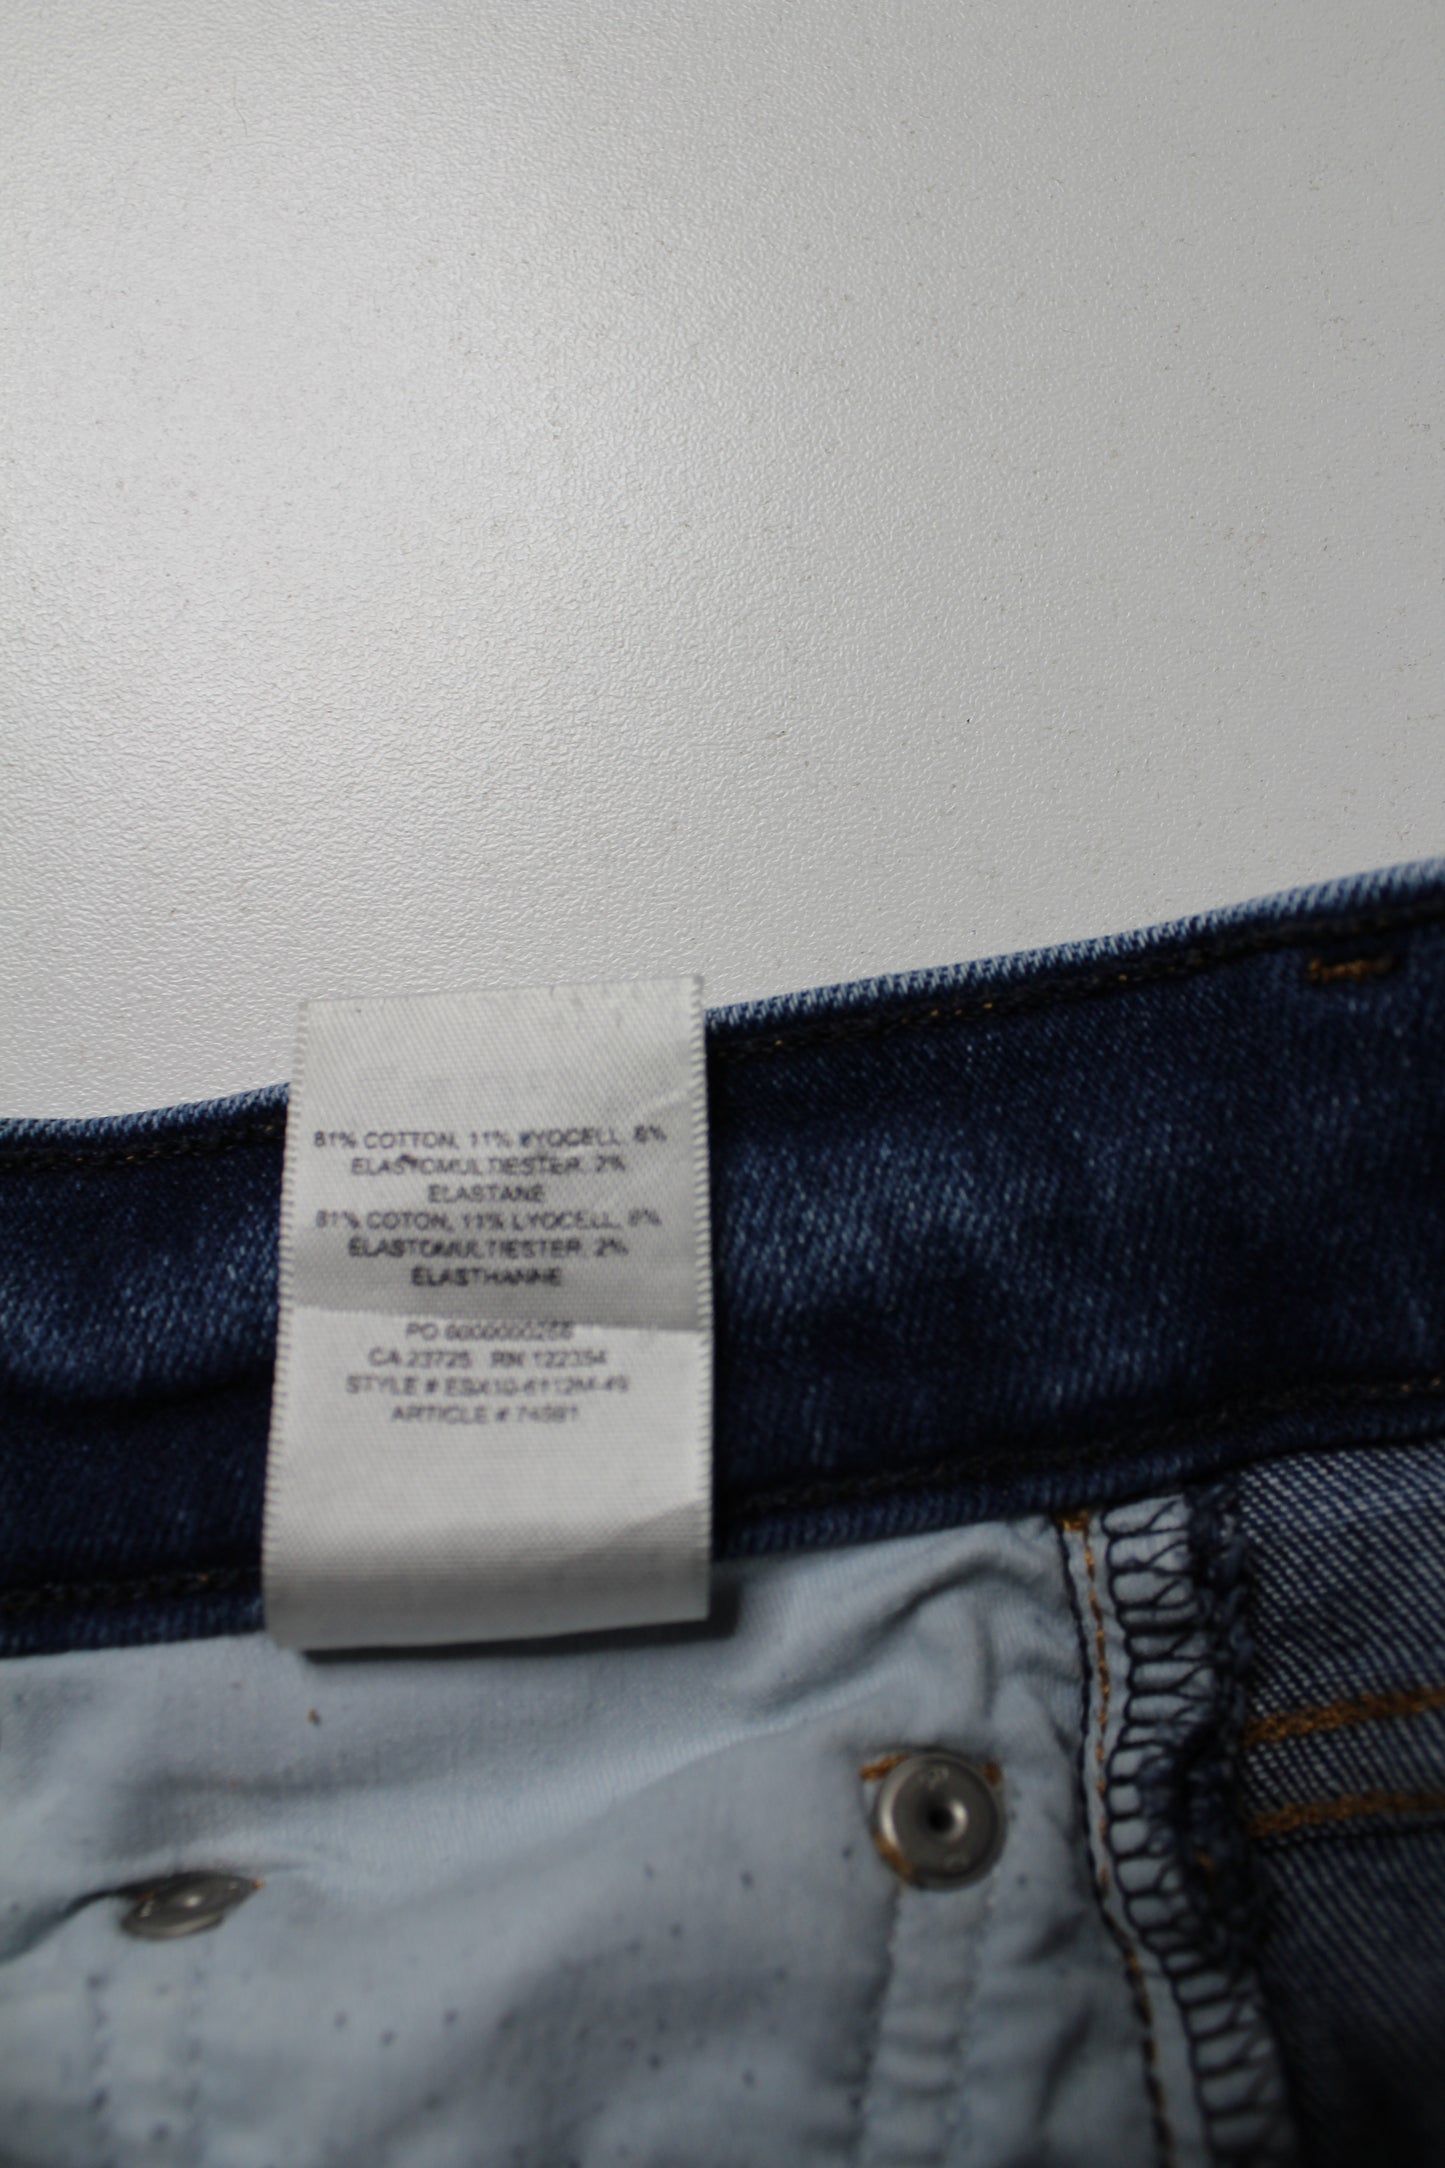 81% COTTON, 11% LYOCELL, 6%
ELASTOMULTIESTER, 2%
ELASTANE
81% COTON, 11% LYOCELL, 6%
ELASTOMULTIESTER, 2%
ELASTHANNE
PO
CA 23725 RN 122354
STYLE #
ARTICLE #